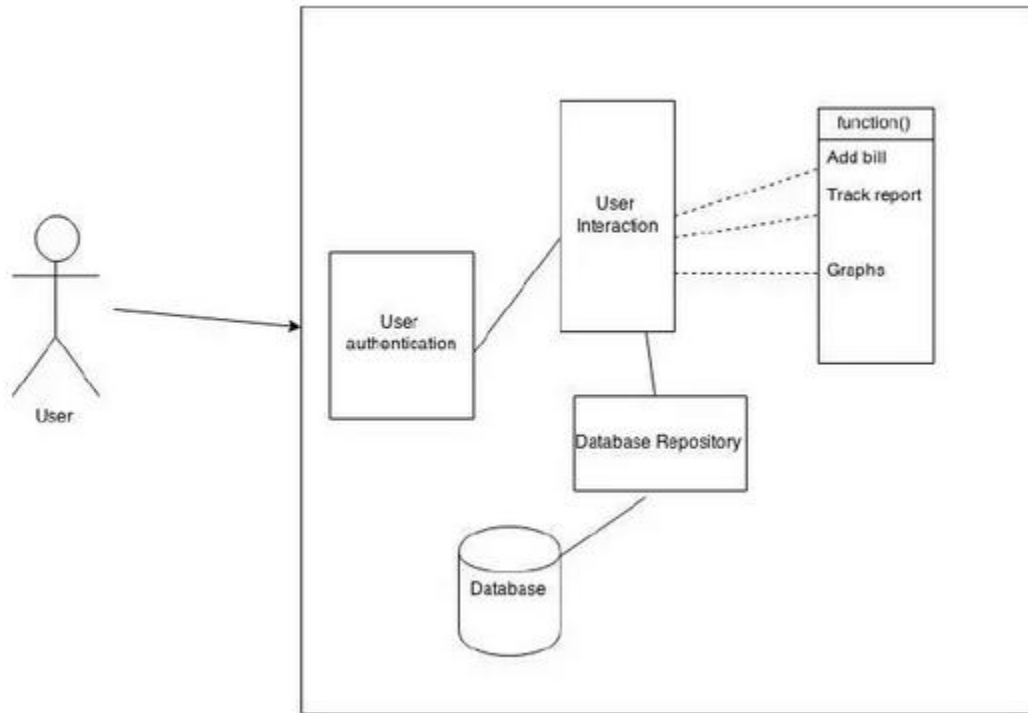 function()
Add bill
Track report
Graphs
User
Interaction
User
authentication
User
Database Repository
Database